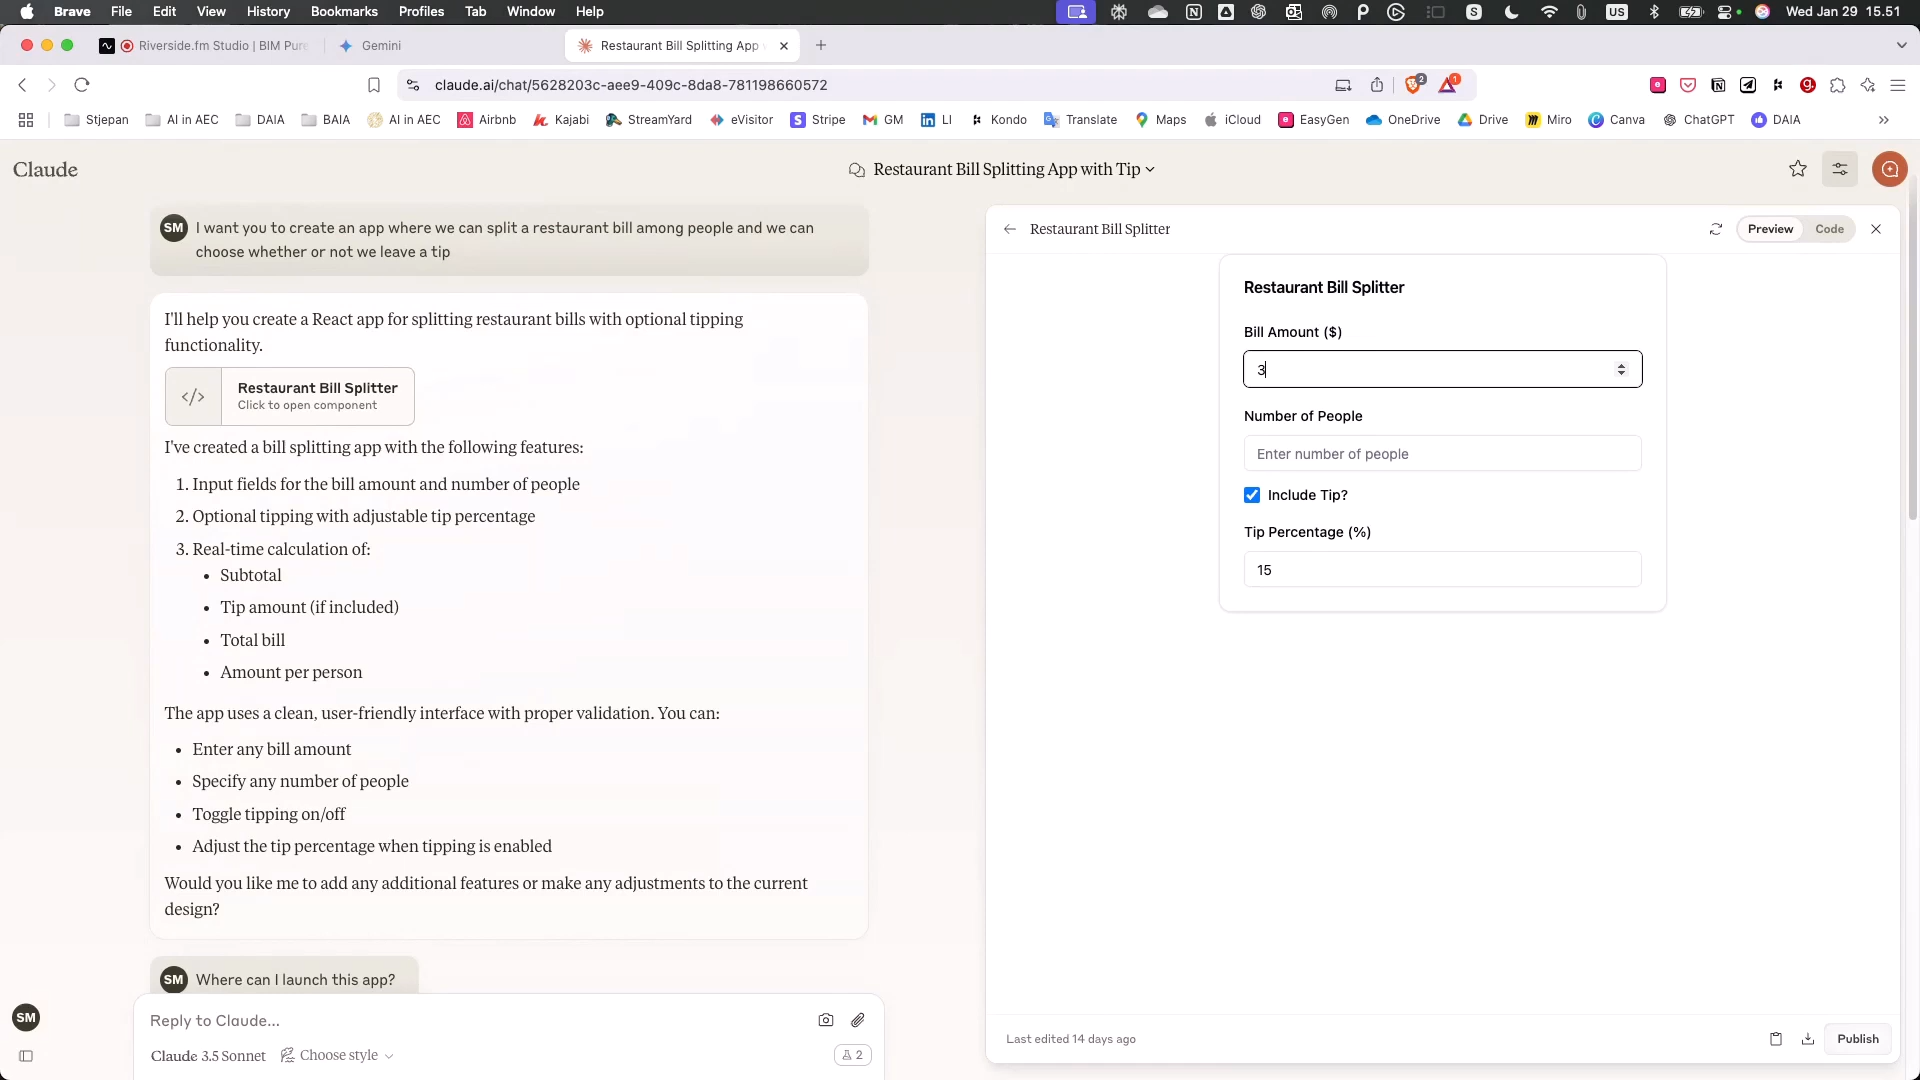 Brave File Edit View History Bookmarks Profiles Tab Window Help US Wed Jan 29 15.51
Riverside.fm Studio | BIM Pure
Gemini
Restaurant Bill Splitting App
claude.ai/chat/5628203c-aee9-409c-8da8-781198660572
2
1
Stjepan AI in AEC DAIA BAIA AI in AEC Airbnb Kajabi StreamYard eVisitor Stripe GM LI Kondo Translate Maps iCloud EasyGen OneDrive Drive Miro Canva ChatGPT DAIA
Claude
Restaurant Bill Splitting App with Tip
SM
I want you to create an app where we can split a restaurant bill among people and we can
choose whether or not we leave a tip
I'll help you create a React app for splitting restaurant bills with optional tipping
functionality.
</>
Restaurant Bill Splitter
Click to open component
I've created a bill splitting app with the following features:
1. Input fields for the bill amount and number of people
2. Optional tipping with adjustable tip percentage
3. Real-time calculation of:
• Subtotal
• Tip amount (if included)
• Total bill
• Amount per person
The app uses a clean, user-friendly interface with proper validation. You can:
• Enter any bill amount
• Specify any number of people
• Toggle tipping on/off
• Adjust the tip percentage when tipping is enabled
Would you like me to add any additional features or make any adjustments to the current
design?
SM
Where can I launch this app?
SM
Reply to Claude...
Claude 3.5 Sonnet
Choose style
2
Restaurant Bill Splitter
Preview
Code
Restaurant Bill Splitter
Bill Amount ($)
3
Number of People
Enter number of people
Include Tip?
Tip Percentage (%)
15
Last edited 14 days ago
Publish